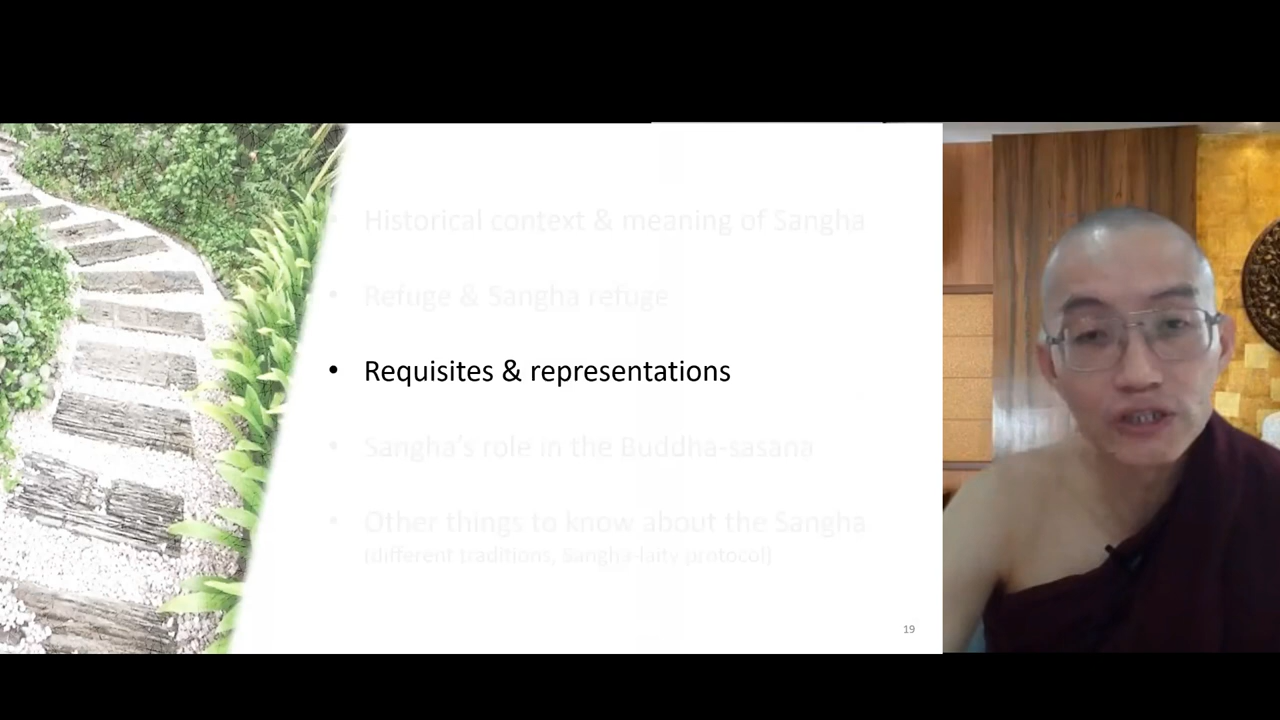 • Historical context & meaning of Sangha
• Refuge & Sangha refuge
• Requisites & representations
• Sangha's role in the Buddha-sasana
• Other things to know about the Sangha
(different traditions, Sangha-laity protocol)
19